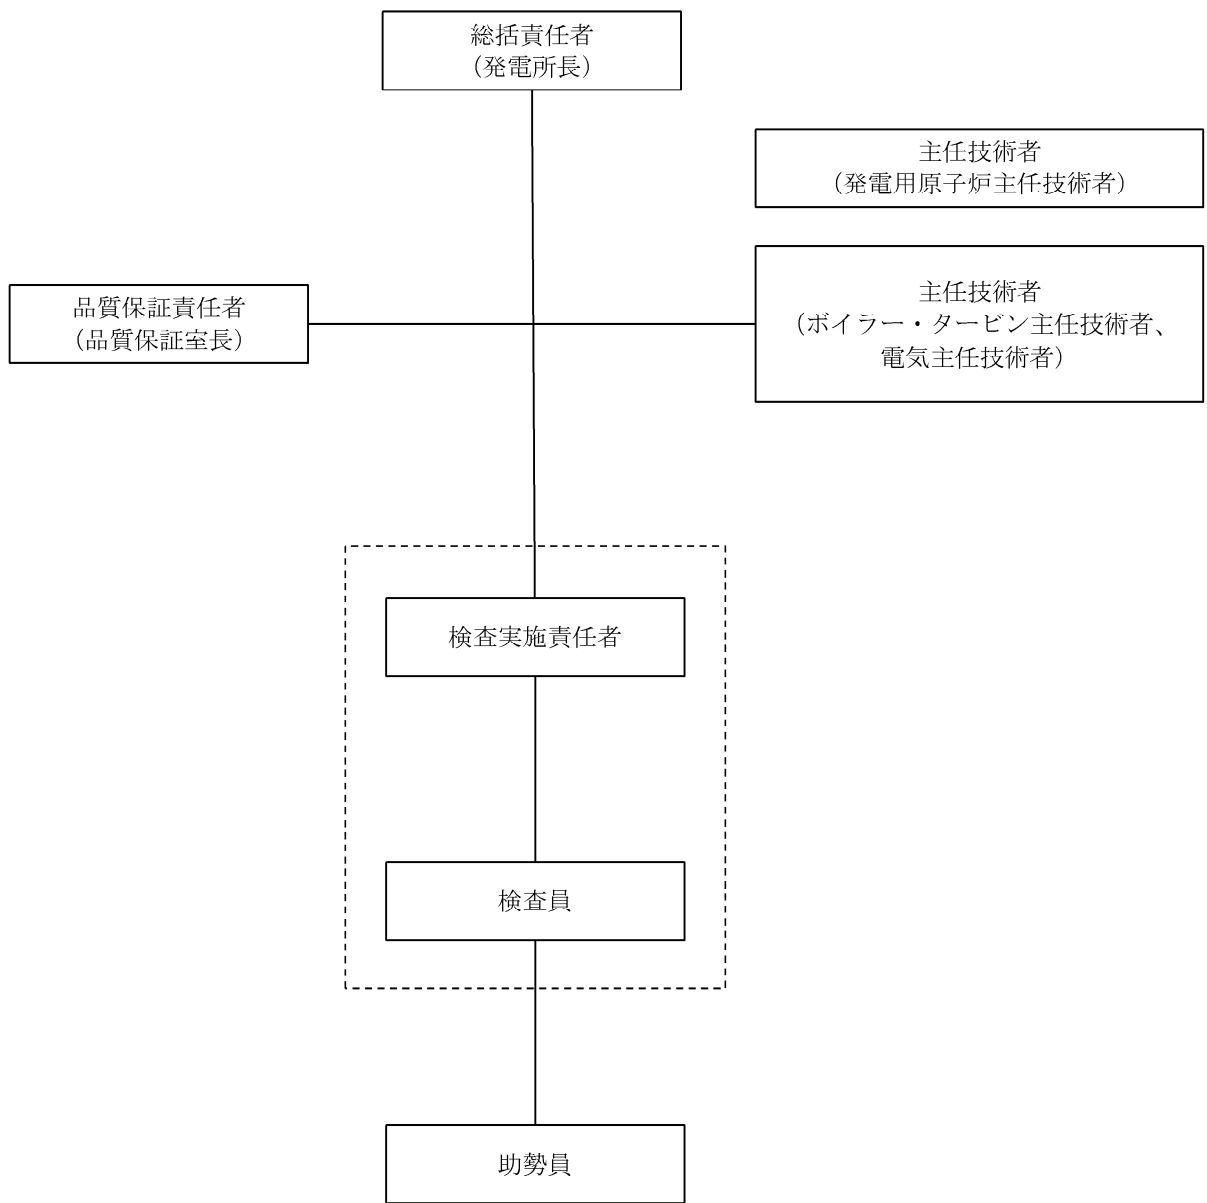 総括責任者
（発電所長）
主任技術者
（発電用原子炉主任技術者）
品質保証責任者
（品質保証室長）
主任技術者
（ボイラー・タービン主任技術者、
電気主任技術者）
検査実施責任者
検査員
助勢員